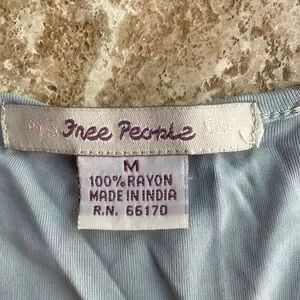 Free People
M
100% RAYON
MADE IN INDIA
R.N. 66170